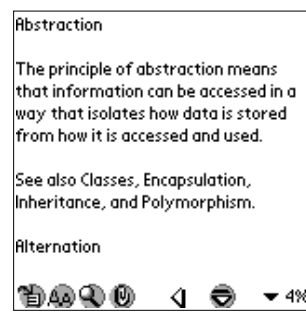 Abstraction
The principle of abstraction means
that information can be accessed in a
way that isolates how data is stored
from how it is accessed and used.
See also Classes, Encapsulation,
Inheritance, and Polymorphism.
Alternation
AA 4%